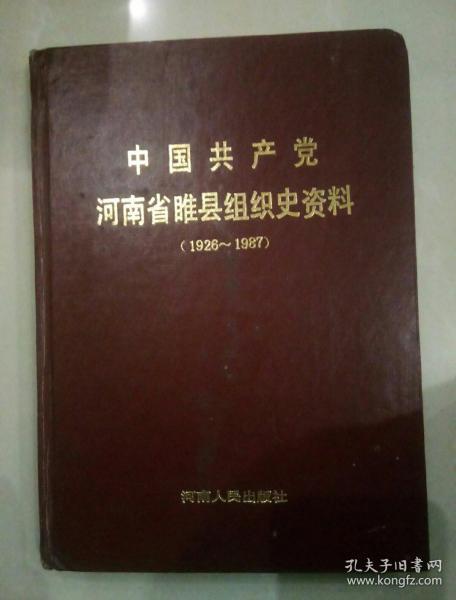 中国共产党
河南省睢县组织史资料
(1926～1987)
河南人民出版社
孔夫子旧书网
www.kongfz.com